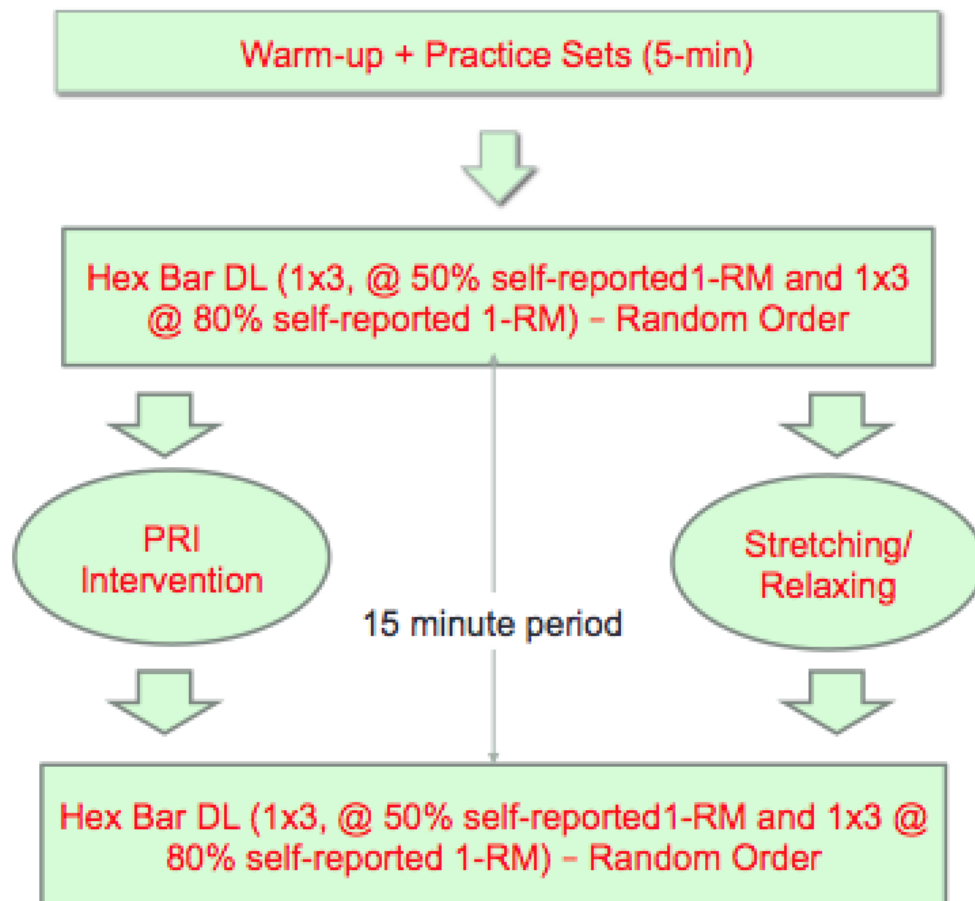 Warm-up + Practice Sets (5-min)
Hex Bar DL (1x3, @ 50% self-reported1-RM and 1x3
@ 80% self-reported 1-RM) – Random Order
PRI
Intervention
Stretching/
Relaxing
15 minute period
Hex Bar DL (1x3, @ 50% self-reported1-RM and 1x3 @
80% self-reported 1-RM) – Random Order